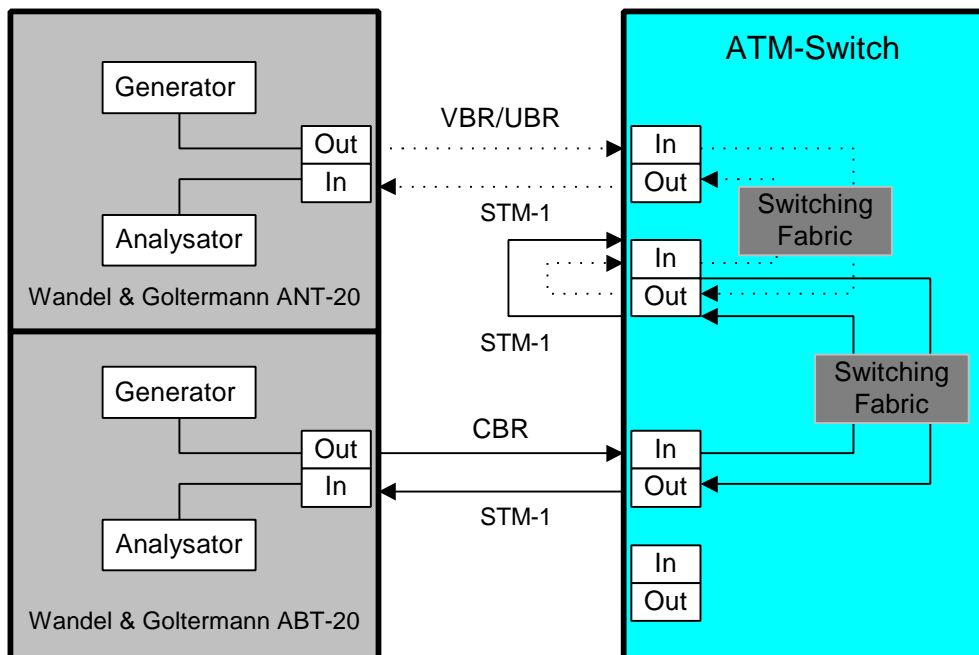 ATM-Switch
Generator
VBR/UBR
Out
In
In
Out
STM-1
Analysator
Switching
Fabric
Wandel & Goltermann ANT-20
In
Out
STM-1
Switching
Fabric
Generator
CBR
Out
In
In
Out
STM-1
Analysator
In
Out
Wandel & Goltermann ABT-20